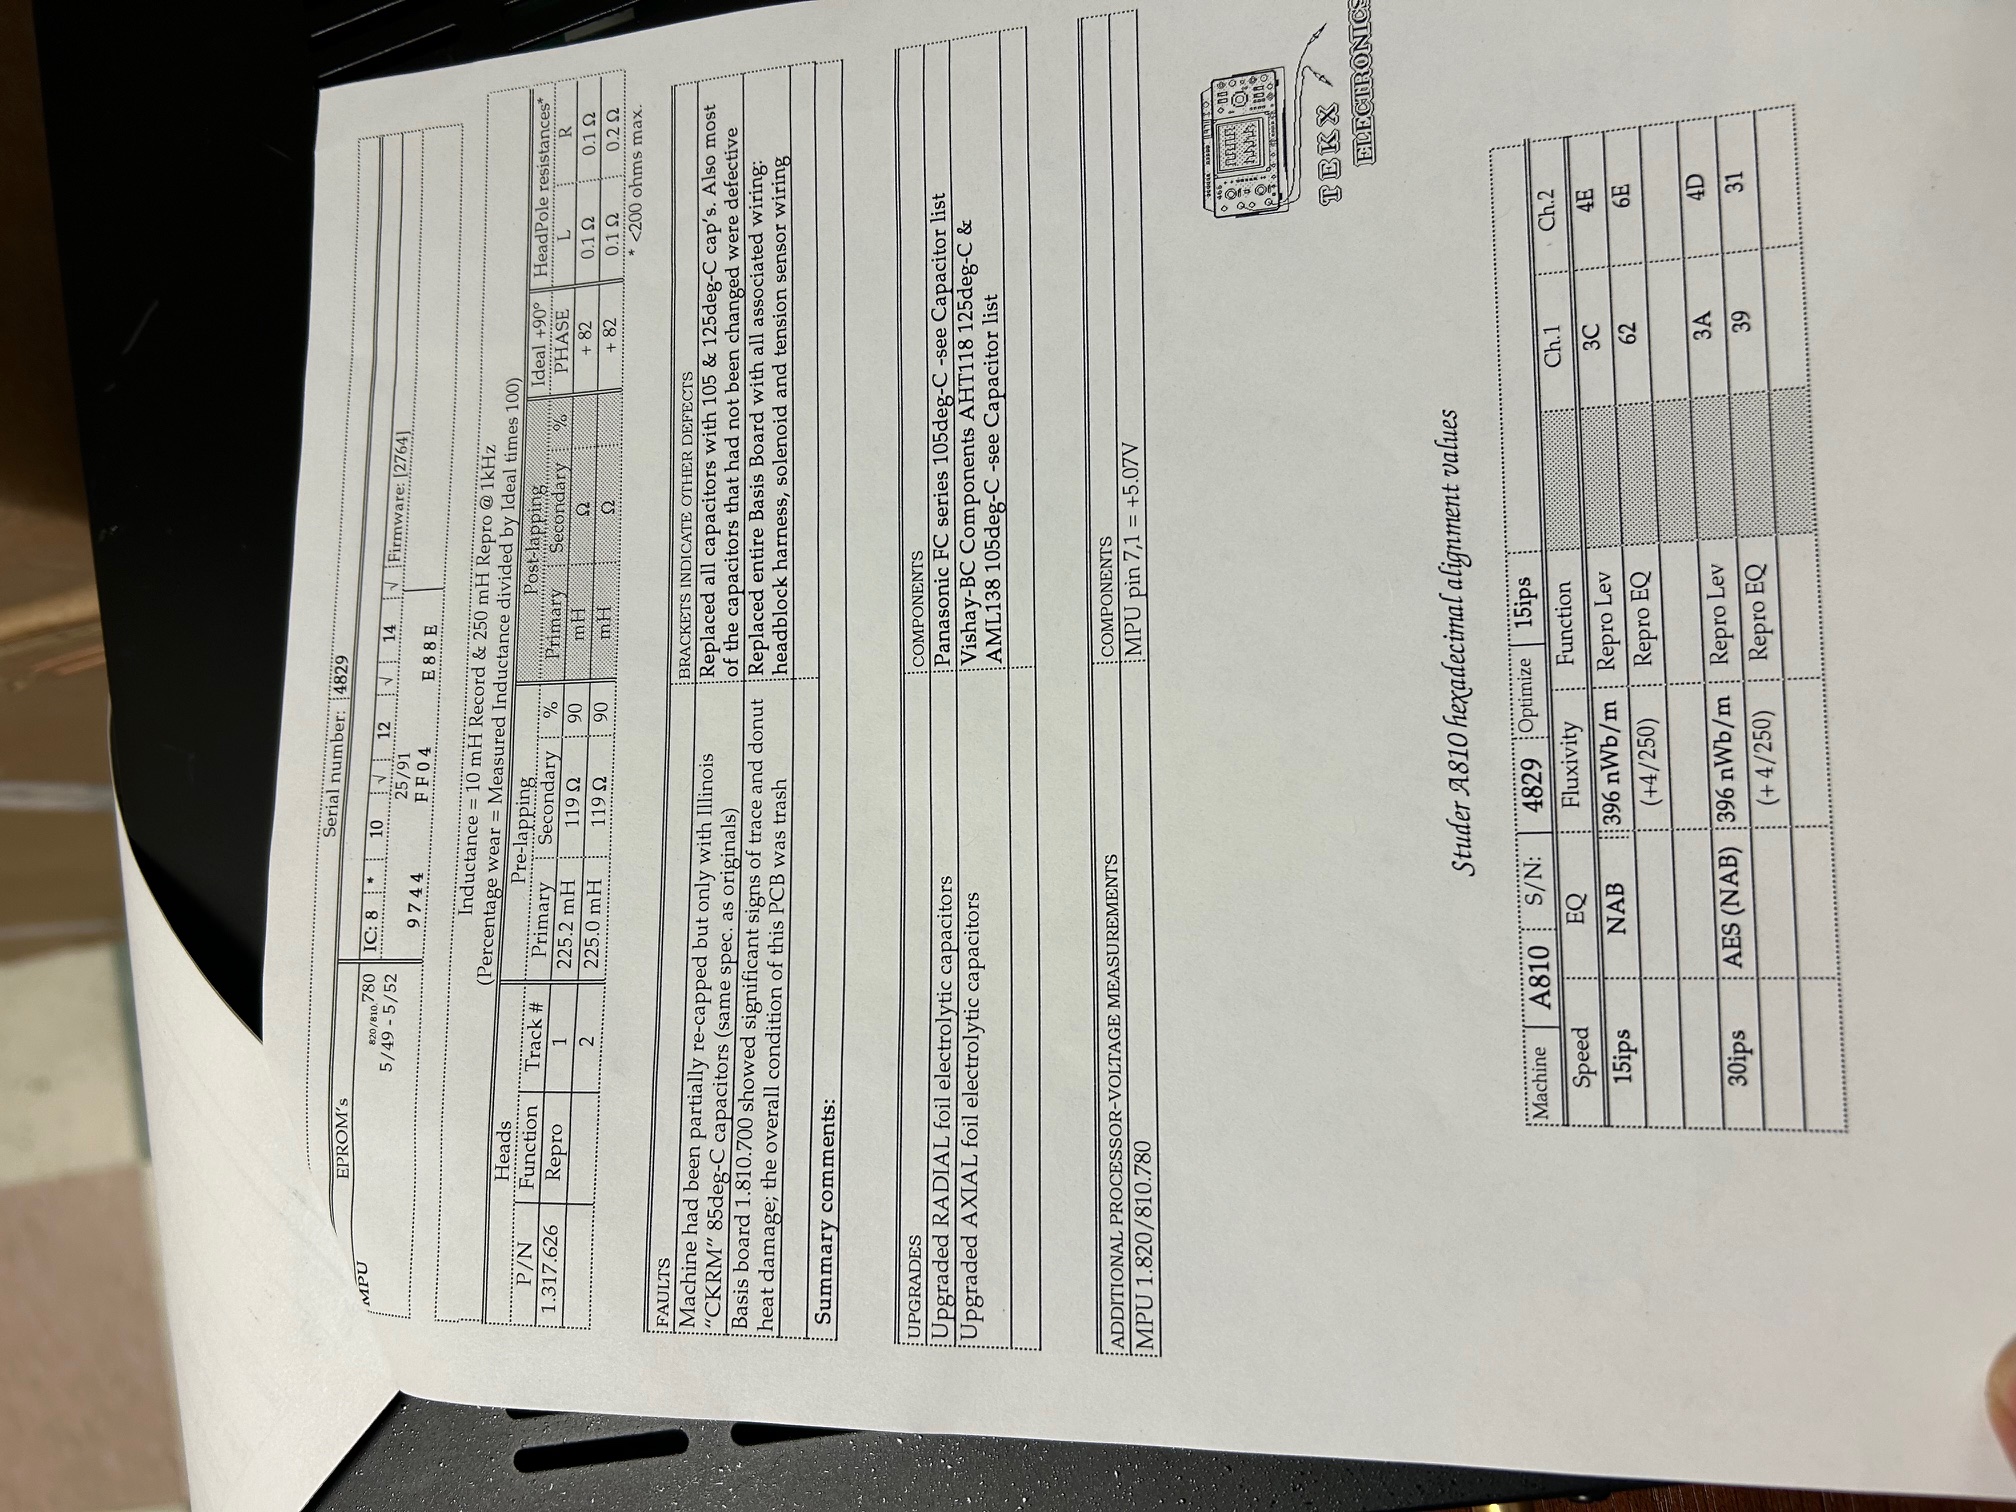 Serial number: 4829
EPROM's
MPU 820/810.780 IC: 8 * 10 √ 12 √ 14 √ Firmware: [2764]
5/49 - 5/52 25/91
9744 FF04 E88E
Inductance = 10 mH Record & 250 mH Repro @ 1kHz
(Percentage wear = Measured Inductance divided by Ideal times 100)
Heads Pre-lapping Post-lapping Ideal +90° HeadPole resistances*
P/N Function Track # Primary Secondary % Primary Secondary % PHASE L R
1.317.626 Repro 1 225.2 mH 119 Ω 90 mH Ω + 82 0.1 Ω 0.1 Ω
2 225.0 mH 119 Ω 90 mH Ω + 82 0.1 Ω 0.2 Ω
* <200 ohms max.
FAULTS BRACKETS INDICATE OTHER DEFECTS
Machine had been partially re-capped but only with Illinois Replaced all capacitors with 105 & 125deg-C cap's. Also most
"CKRM" 85deg-C capacitors (same spec. as originals) of the capacitors that had not been changed were defective
Basis board 1.810.700 showed significant signs of trace and donut Replaced entire Basis Board with all associated wiring:
heat damage; the overall condition of this PCB was trash headblock harness, solenoid and tension sensor wiring
Summary comments:
UPGRADES COMPONENTS
Upgraded RADIAL foil electrolytic capacitors Panasonic FC series 105deg-C -see Capacitor list
Upgraded AXIAL foil electrolytic capacitors Vishay-BC Components AHT118 125deg-C &
AML138 105deg-C -see Capacitor list
ADDITIONAL PROCESSOR-VOLTAGE MEASUREMENTS COMPONENTS
MPU 1.820/810.780 MPU pin 7,1 = +5.07V
TEKX
ELECTRONICS
Studer A810 hexadecimal alignment values
Machine A810 S/N: 4829 Optimize 15ips
Speed EQ Fluxivity Function Ch.1 Ch.2
15ips NAB 396 nWb/m Repro Lev 3C 4E
(+4/250) Repro EQ 62 6E
30ips AES (NAB) 396 nWb/m Repro Lev 3A 4D
(+ 4/250) Repro EQ 39 31